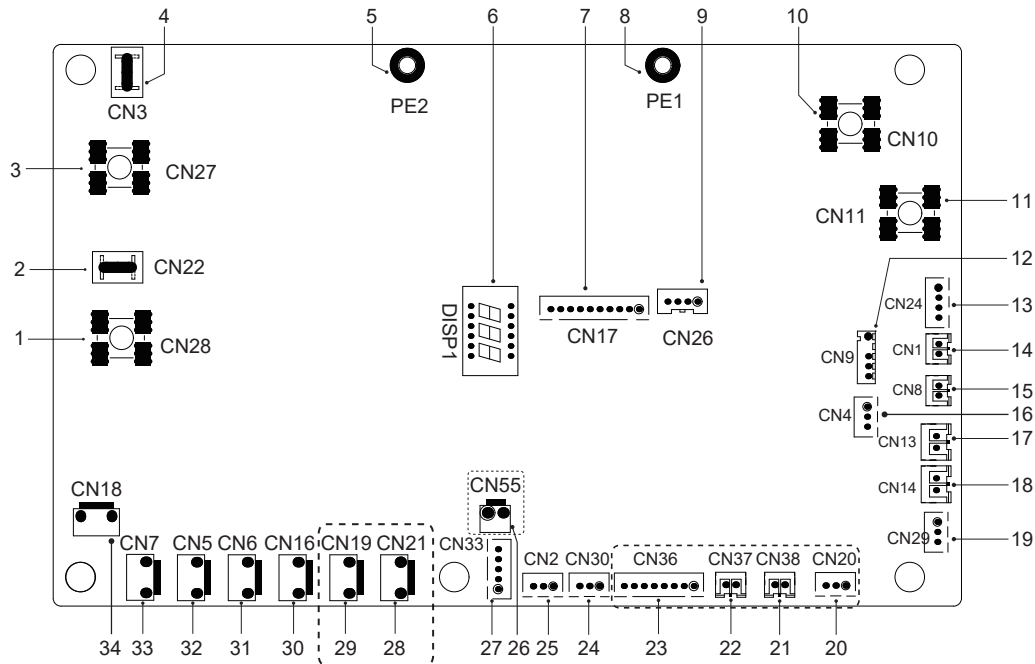 4 5 6 7 8 9 10
CN3 PE2 PE1
CN10
3 CN27
CN11 11
2 CN22
12
CN24 13
DISP1
CN17 CN26
1 CN28
CN9 CN1 14
CN8 15
CN4 16
CN13 17
CN14 18
CN18 CN55
CN29 19
CN7 CN5 CN6 CN16 CN19 CN21 CN33 CN2 CN30 CN36 CN37 CN38 CN20
34 33 32 31 30 29 28 27 26 25 24 23 22 21 20